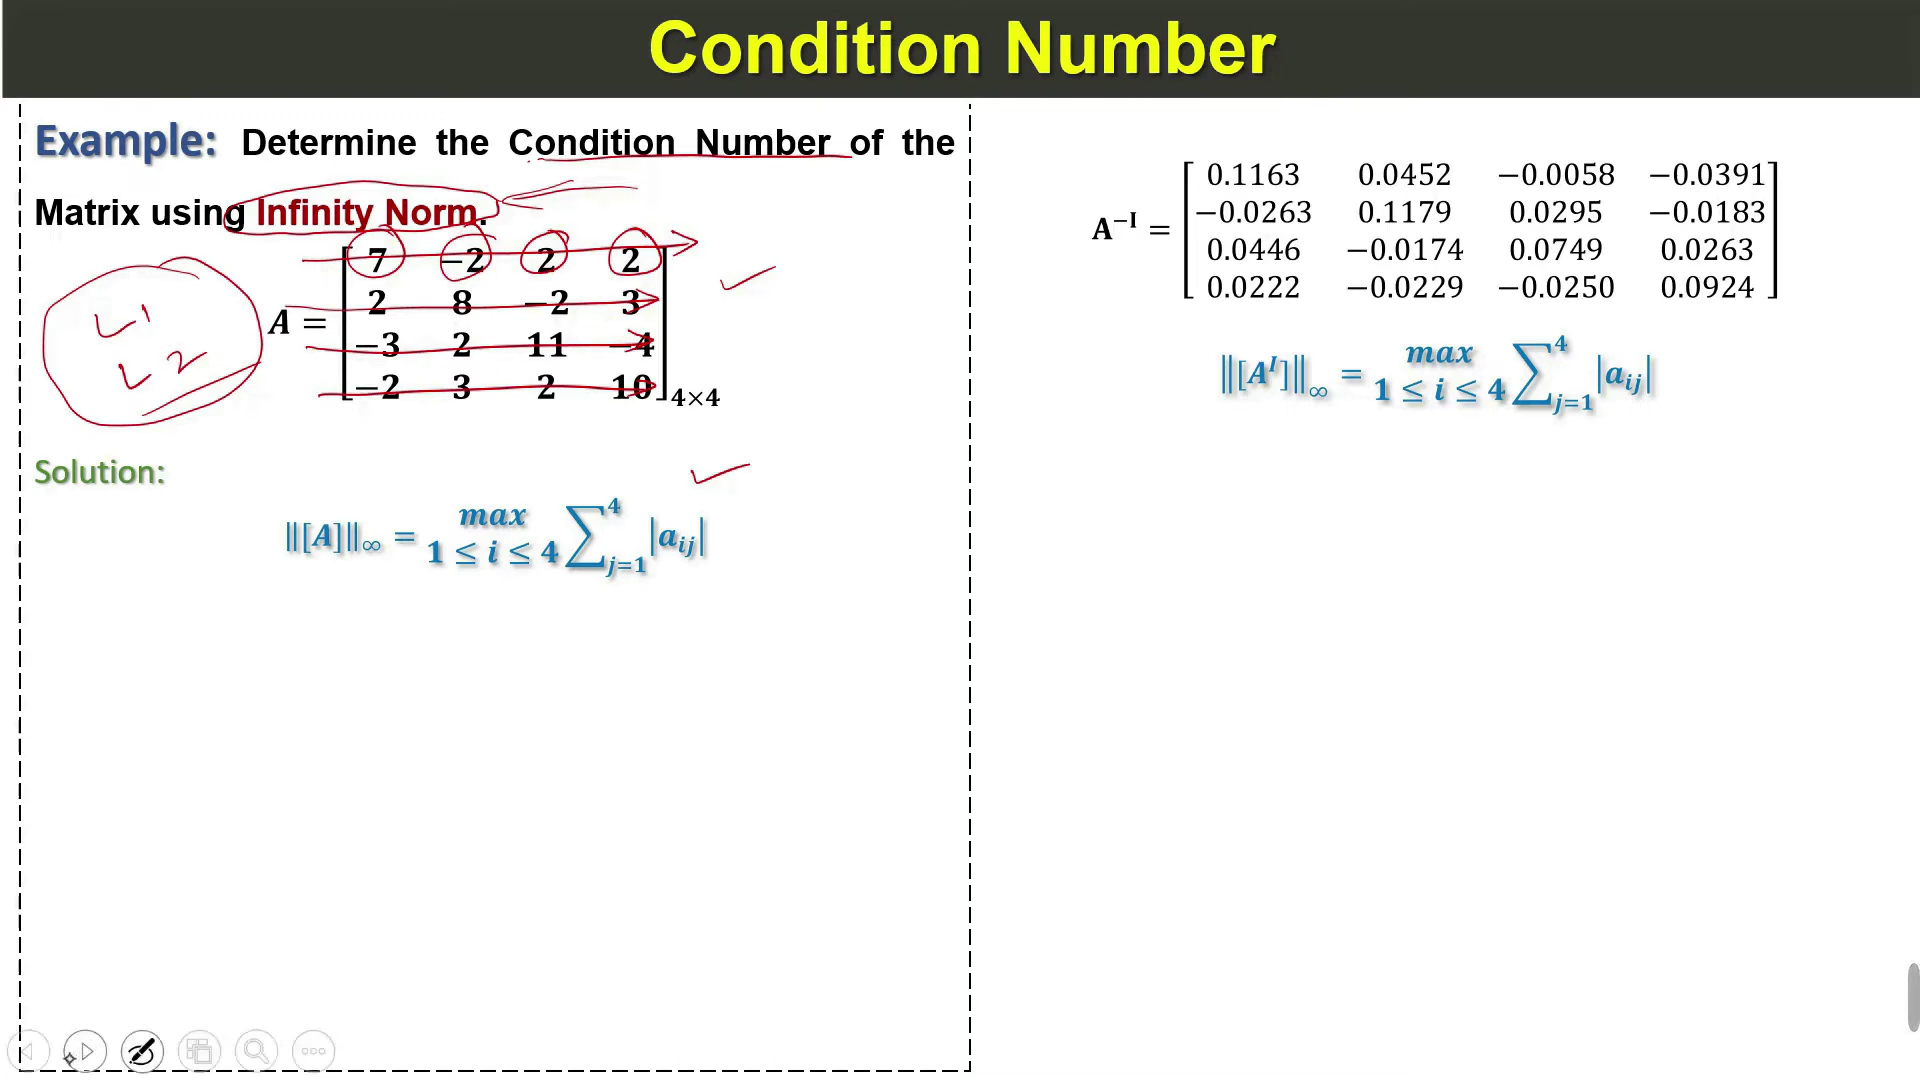 Condition Number
Example: Determine the Condition Number of the
Matrix using Infinity Norm.
A = [ 7 −2 2 2
2 8 −2 3
−3 2 11 −4
−2 3 2 10 ]4×4
L1
L2
Solution:
‖[A]‖∞ = max 1 ≤ i ≤ 4 ∑ j=1 4 |aij|
A−I = [ 0.1163 0.0452 −0.0058 −0.0391
−0.0263 0.1179 0.0295 −0.0183
0.0446 −0.0174 0.0749 0.0263
0.0222 −0.0229 −0.0250 0.0924 ]
‖[AI]‖∞ = max 1 ≤ i ≤ 4 ∑ j=1 4 |aij|